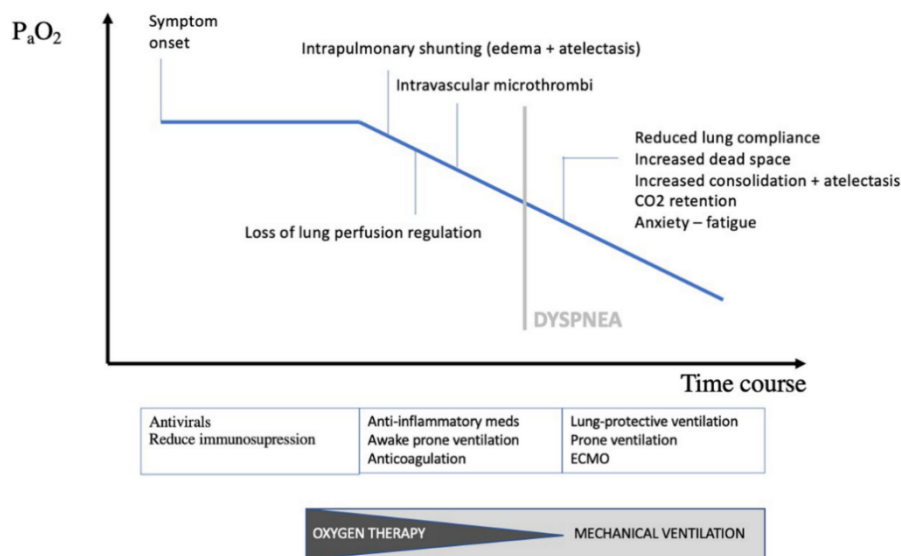 PaO2
Symptom
onset
Intrapulmonary shunting (edema + atelectasis)
Intravascular microthrombi
Reduced lung compliance
Increased dead space
Increased consolidation + atelectasis
CO2 retention
Anxiety – fatigue
Loss of lung perfusion regulation
DYSPNEA
Time course
Antivirals
Reduce immunosupression
Anti-inflammatory meds
Awake prone ventilation
Anticoagulation
Lung-protective ventilation
Prone ventilation
ECMO
OXYGEN THERAPY
MECHANICAL VENTILATION